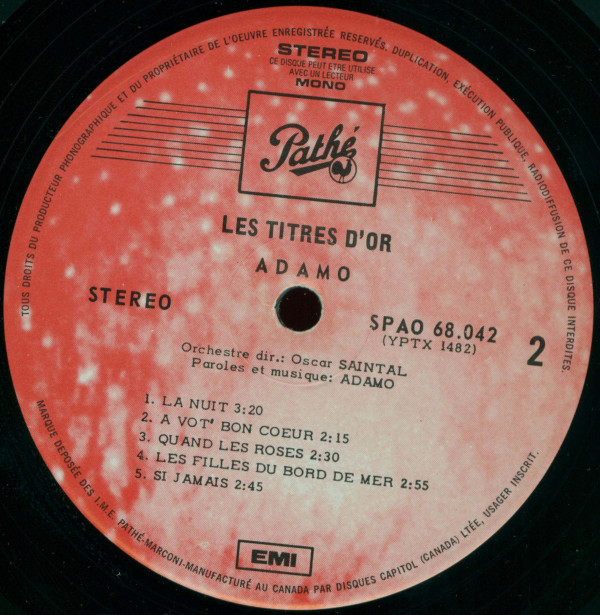 TOUS DROITS DU PRODUCTEUR PHONOGRAPHIQUE ET DU PROPRIÉTAIRE DE L'OEUVRE ENREGISTRÉE RESERVÉS. DUPLICATION, EXÉCUTION PUBLIQUE, RADIODIFFUSION DE CE DISQUE INTERDITES.
STEREO
CE DISQUE PEUT ETRE UTILISE
AVEC UN LECTEUR
MONO
Pathé
LES TITRES D'OR
ADAMO
STEREO
SPAO 68.042
(YPTX 1482)
2
Orchestre dir.: Oscar SAINTAL
Paroles et musique: ADAMO
1. LA NUIT 3:20
2. A VOT' BON COEUR 2:15
3. QUAND LES ROSES 2:30
4. LES FILLES DU BORD DE MER 2:55
5. SI JAMAIS 2:45
EMI
MARQUE DEPOSÉE DES I.M.E. PATHÉ-MARCONI-MANUFACTURÉ AU CANADA PAR DISQUES CAPITOL (CANADA) LTÉE, USAGER INSCRIT.